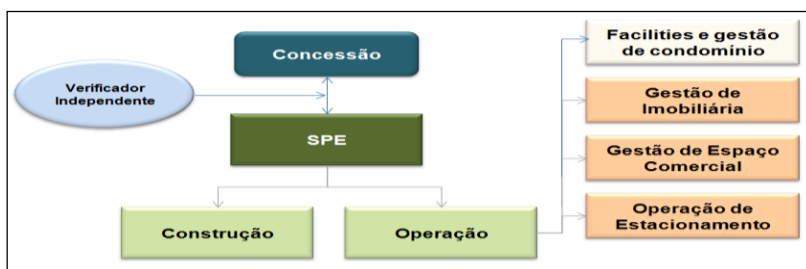 Facilities e gestão
de condomínio
Concessão
Verificador
Independente
Gestão de
Imobiliária
SPE
Gestão de Espaço
Comercial
Construção
Operação
Operação de
Estacionamento